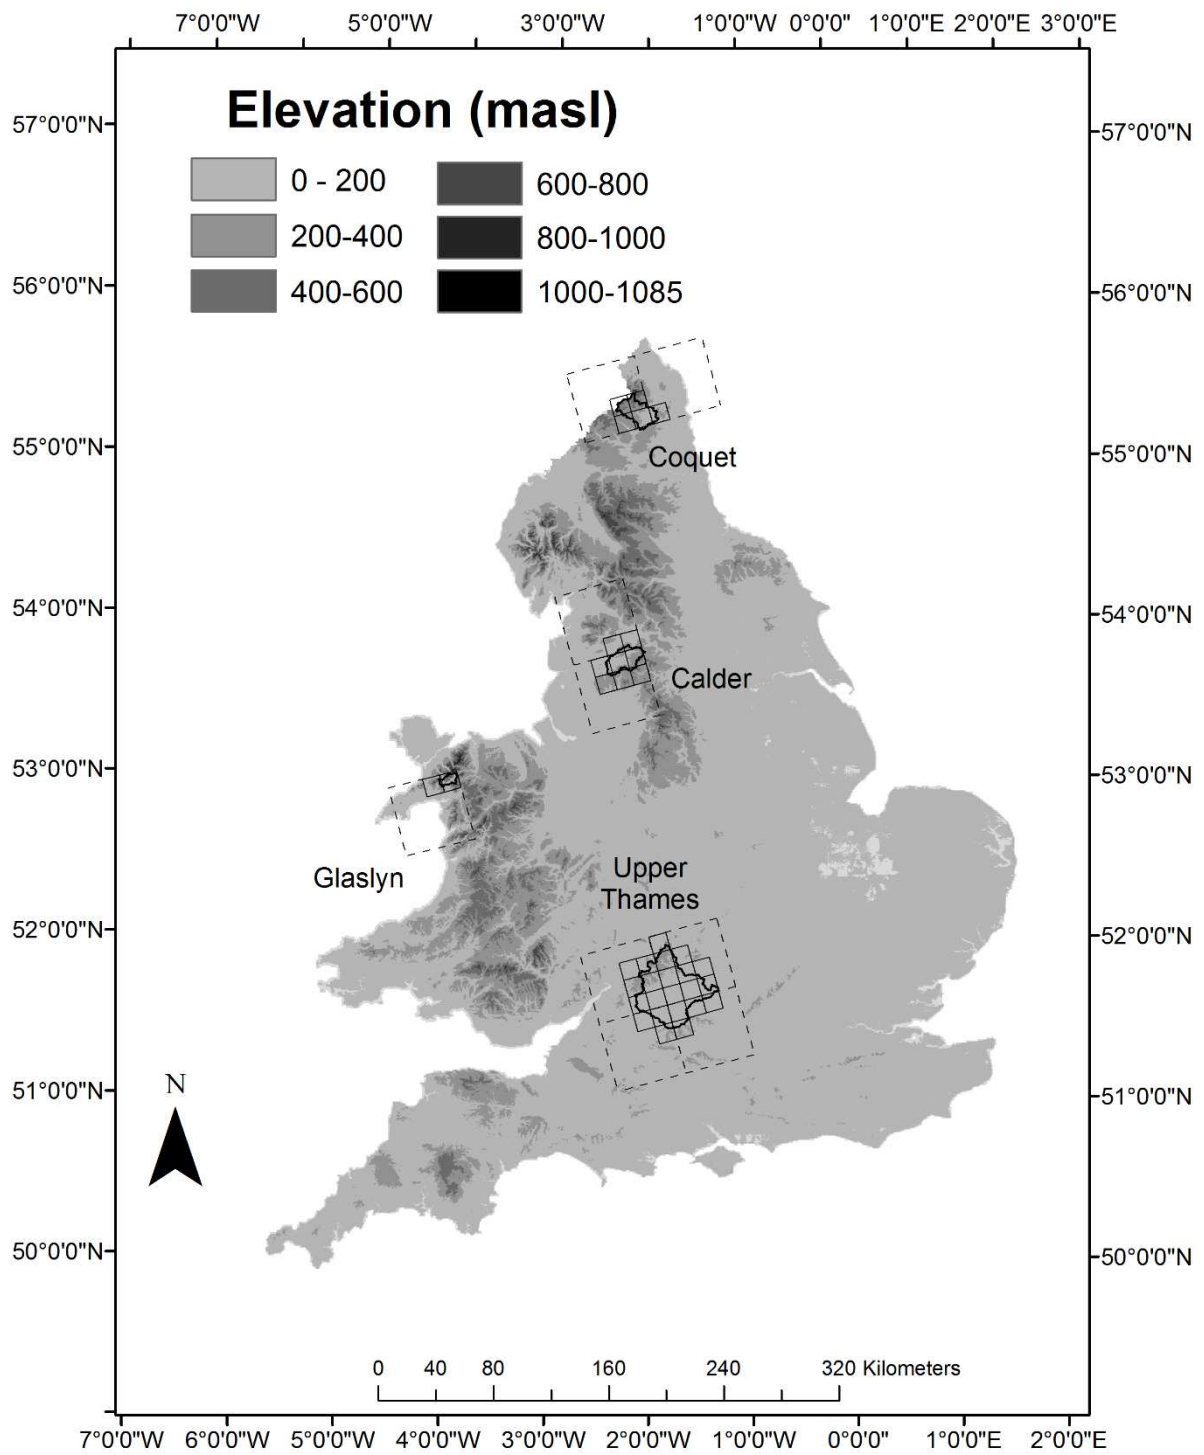 7°0'0"W 5°0'0"W 3°0'0"W 1°0'0"W 0°0'0" 1°0'0"E 2°0'0"E 3°0'0"E
Elevation (masl)
57°0'0"N 57°0'0"N
0 - 200 600-800
200-400 800-1000
400-600 1000-1085
56°0'0"N 56°0'0"N
55°0'0"N 55°0'0"N
Coquet
54°0'0"N 54°0'0"N
Calder
53°0'0"N 53°0'0"N
Glaslyn
Upper
Thames
52°0'0"N 52°0'0"N
51°0'0"N 51°0'0"N
N
50°0'0"N 50°0'0"N
0 40 80 160 240 320 Kilometers
7°0'0"W 6°0'0"W 5°0'0"W 4°0'0"W 3°0'0"W 2°0'0"W 1°0'0"W 0°0'0" 1°0'0"E 2°0'0"E